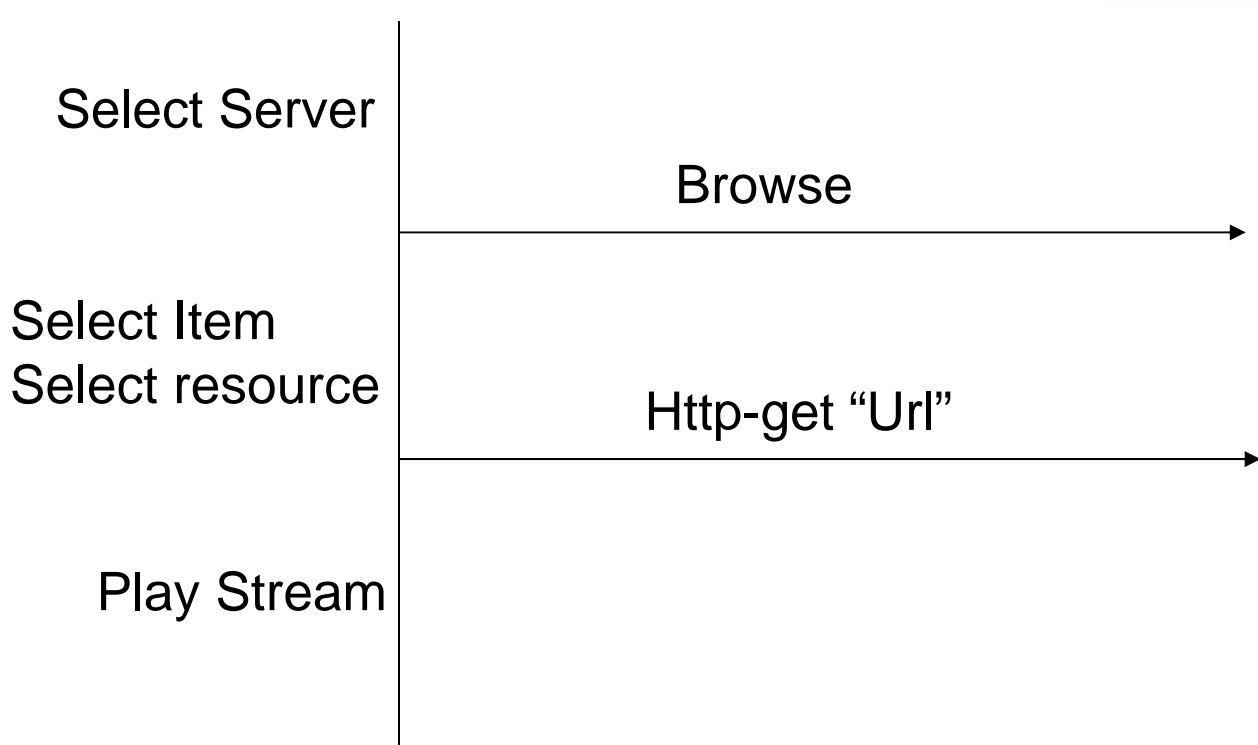 Select Server
Browse
Select Item
Select resource
Http-get “Url”
Play Stream